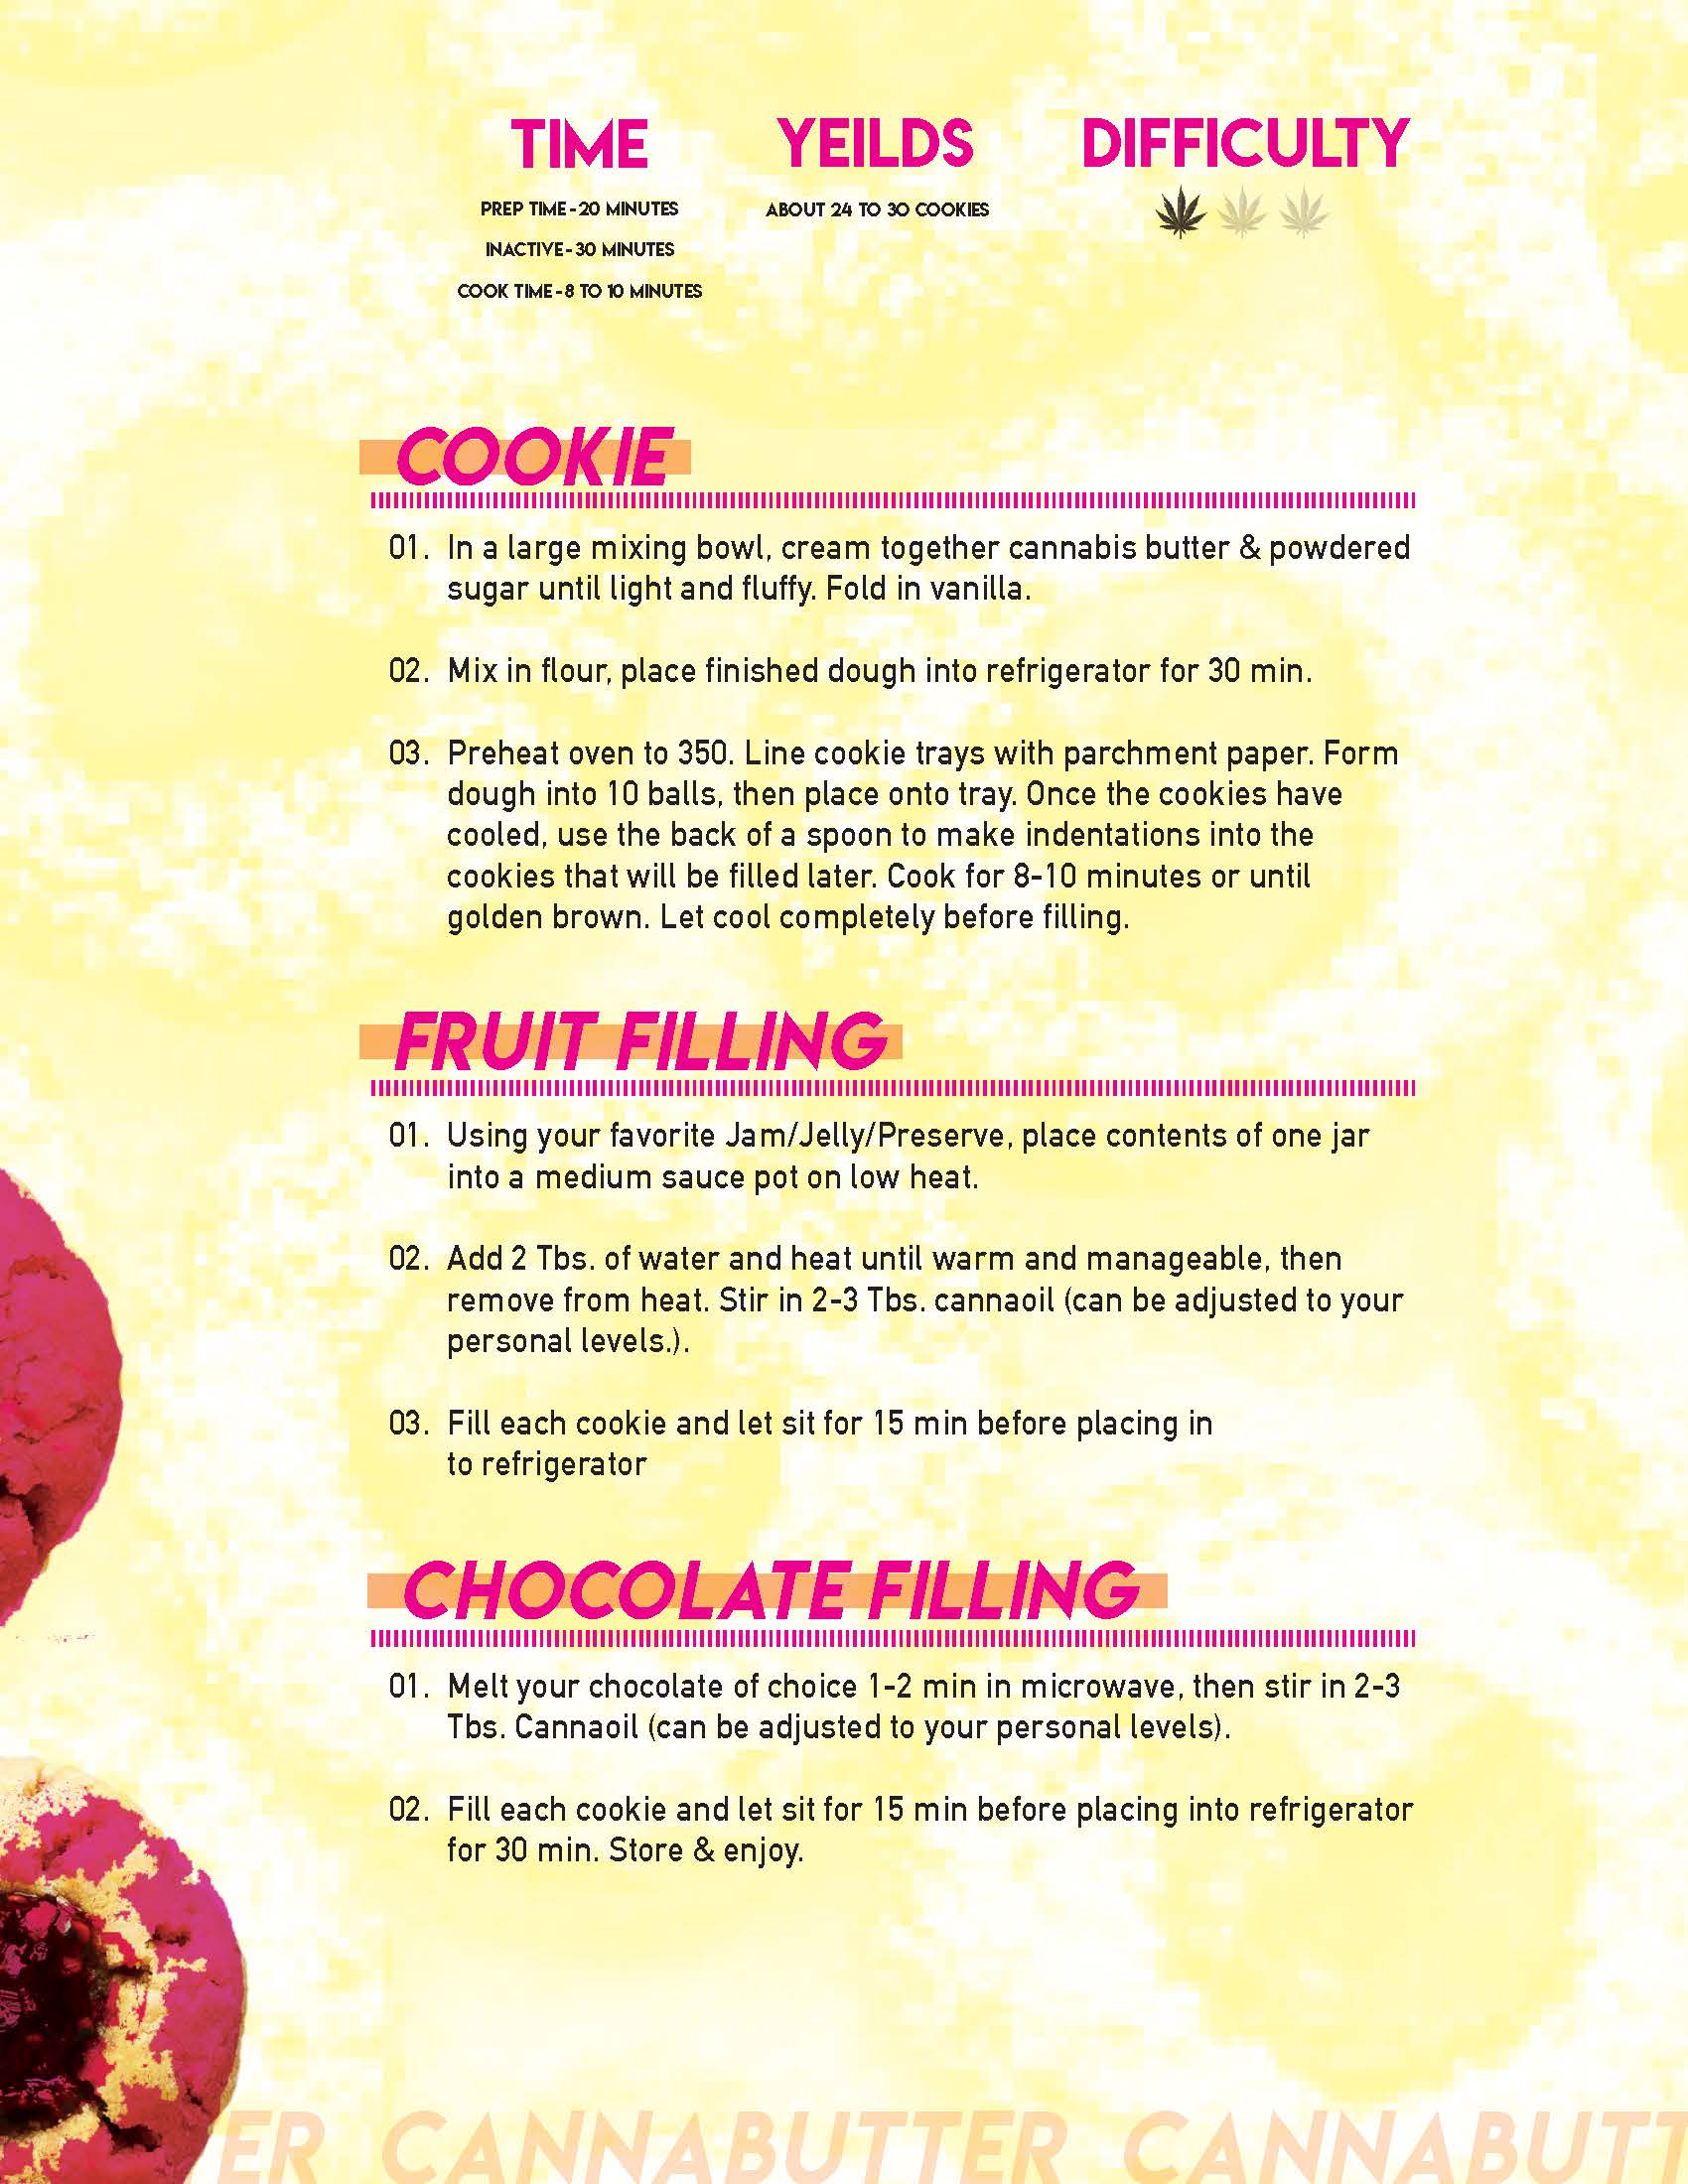 TIME
PREP TIME - 20 MINUTES
INACTIVE - 30 MINUTES
COOK TIME - 8 TO 10 MINUTES
YEILDS
ABOUT 24 TO 30 COOKIES
DIFFICULTY
COOKIE
01. In a large mixing bowl, cream together cannabis butter & powdered
sugar until light and fluffy. Fold in vanilla.
02. Mix in flour, place finished dough into refrigerator for 30 min.
03. Preheat oven to 350. Line cookie trays with parchment paper. Form
dough into 10 balls, then place onto tray. Once the cookies have
cooled, use the back of a spoon to make indentations into the
cookies that will be filled later. Cook for 8-10 minutes or until
golden brown. Let cool completely before filling.
FRUIT FILLING
01. Using your favorite Jam/Jelly/Preserve, place contents of one jar
into a medium sauce pot on low heat.
02. Add 2 Tbs. of water and heat until warm and manageable, then
remove from heat. Stir in 2-3 Tbs. cannaoil (can be adjusted to your
personal levels.).
03. Fill each cookie and let sit for 15 min before placing in
to refrigerator
CHOCOLATE FILLING
01. Melt your chocolate of choice 1-2 min in microwave, then stir in 2-3
Tbs. Cannaoil (can be adjusted to your personal levels).
02. Fill each cookie and let sit for 15 min before placing into refrigerator
for 30 min. Store & enjoy.
ER CANNABUTTER CANNABUTT